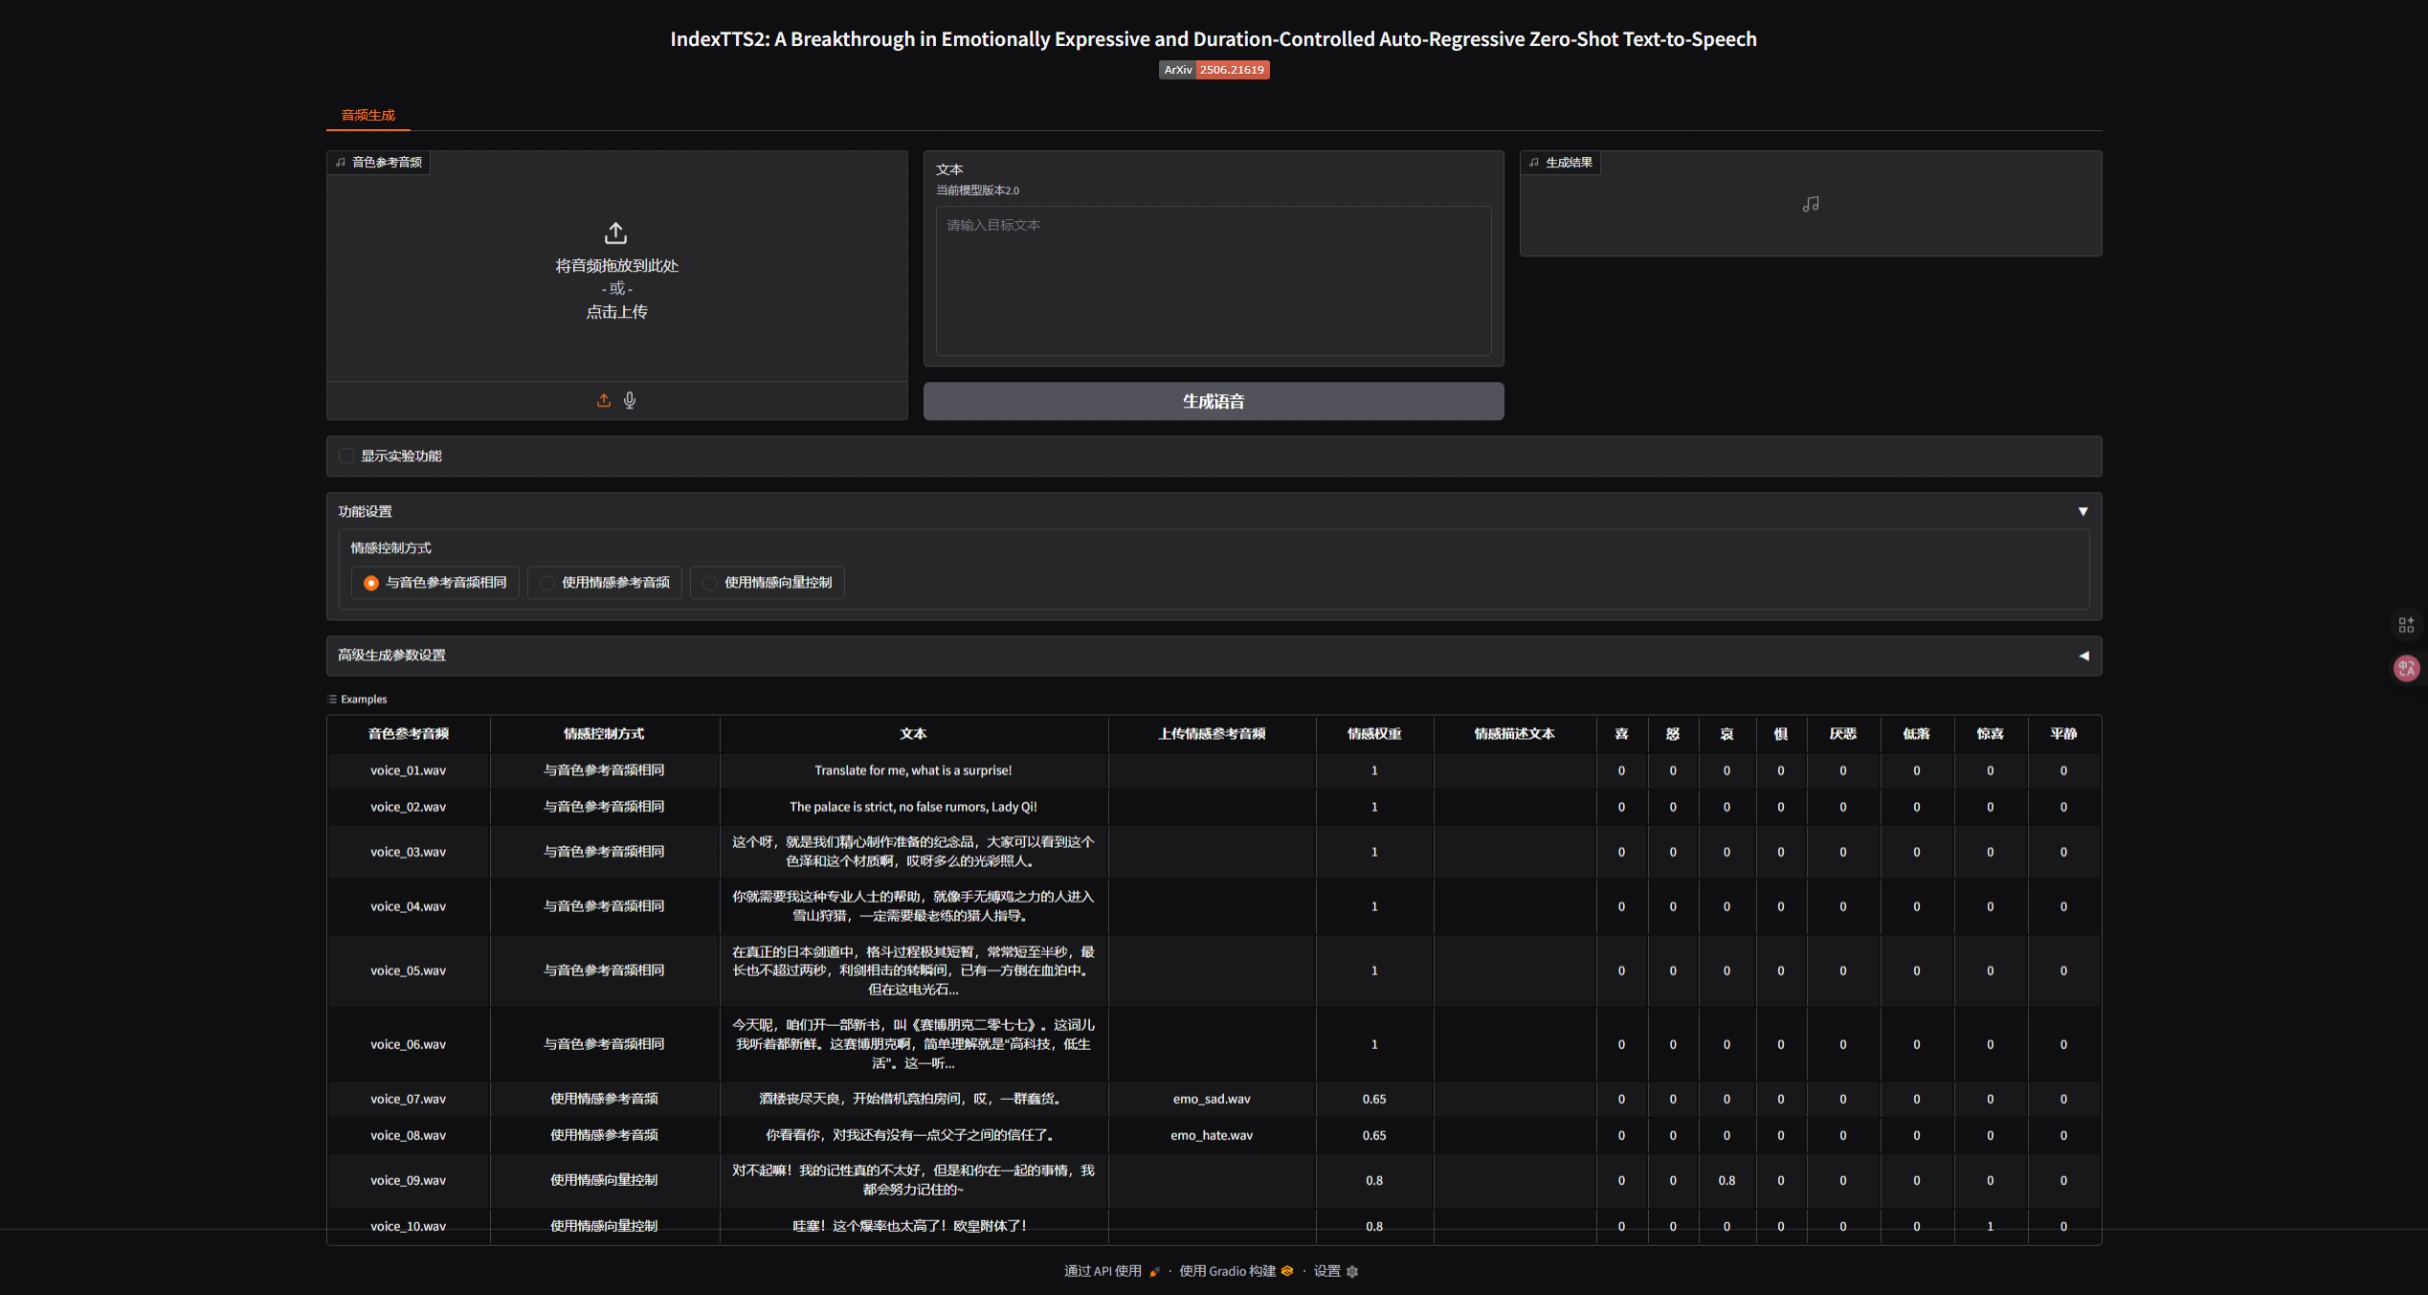 IndexTTS2: A Breakthrough in Emotionally Expressive and Duration-Controlled Auto-Regressive Zero-Shot Text-to-Speech
ArXiv 2506.21619
音频生成
音色参考音频
将音频拖放到此处
- 或 -
点击上传
文本
当前模型版本2.0
请输入目标文本
生成语音
生成结果
显示实验功能
功能设置 ▼
情感控制方式
与音色参考音频相同 使用情感参考音频 使用情感向量控制
高级生成参数设置 ◀
Examples
音色参考音频 情感控制方式 文本 上传情感参考音频 情感权重 情感描述文本 喜 怒 哀 惧 厌恶 低落 惊喜 平静
voice_01.wav 与音色参考音频相同 Translate for me, what is a surprise! 1 0 0 0 0 0 0 0 0
voice_02.wav 与音色参考音频相同 The palace is strict, no false rumors, Lady Qi! 1 0 0 0 0 0 0 0 0
voice_03.wav 与音色参考音频相同 这个呀，就是我们精心制作准备的纪念品，大家可以看到这个
色泽和这个材质啊，哎呀多么的光彩照人。 1 0 0 0 0 0 0 0 0
voice_04.wav 与音色参考音频相同 你就需要我这种专业人士的帮助，就像手无缚鸡之力的人进入
雪山狩猎，一定需要最老练的猎人指导。 1 0 0 0 0 0 0 0 0
voice_05.wav 与音色参考音频相同 在真正的日本剑道中，格斗过程极其短暂，常常短至半秒，最
长也不超过两秒，利剑相击的转瞬间，已有一方倒在血泊中。
但在这电光石... 1 0 0 0 0 0 0 0 0
voice_06.wav 与音色参考音频相同 今天呢，咱们开一部新书，叫《赛博朋克二零七七》。这词儿
我听着都新鲜。这赛博朋克啊，简单理解就是“高科技，低生
活”。这一听... 1 0 0 0 0 0 0 0 0
voice_07.wav 使用情感参考音频 酒楼丧尽天良，开始借机竞拍房间，哎，一群蠢货。 emo_sad.wav 0.65 0 0 0 0 0 0 0 0
voice_08.wav 使用情感参考音频 你看看你，对我还有没有一点父子之间的信任了。 emo_hate.wav 0.65 0 0 0 0 0 0 0 0
voice_09.wav 使用情感向量控制 对不起嘛！我的记性真的不太好，但是和你在一起的事情，我
都会努力记住的~ 0.8 0 0 0.8 0 0 0 0 0
voice_10.wav 使用情感向量控制 哇塞！这个爆率也太高了！欧皇附体了！ 0.8 0 0 0 0 0 0 1 0
通过 API 使用 · 使用 Gradio 构建 · 设置